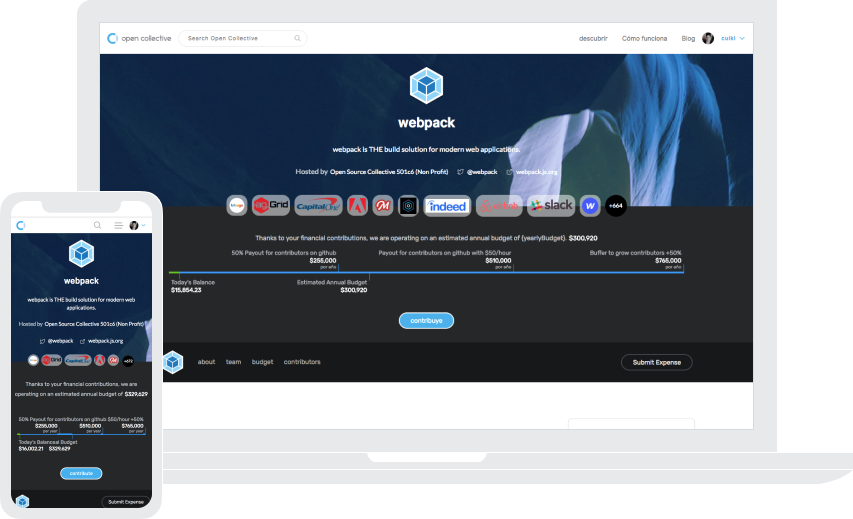 open collective
Search Open Collective
descubrir
Cómo funciona
Blog
webpack
webpack is THE build solution for modern web applications.
Hosted by Open Source Collective 501c6 (Non Profit) @webpack webpack.js.org
Grid
Capital One
indeed
airbnb
slack
+664
Thanks to your financial contributions, we are operating on an estimated annual budget of {yearlyBudget}. $300,920
50% Payout for contributors on github
$255,000
por año
Payout for contributors on github with $50/hour
$510,000
por año
Buffer to grow contributors +50%
$765,000
por año
Today's Balance
$15,854.23
Estimated Annual Budget
$300,920
contribuye
about team budget contributors
Submit Expense
webpack
webpack is THE build solution for modern web
applications.
Hosted by Open Source Collective 501c6 (Non Profit)
@webpack webpack.js.org
Grid
Capital One
+672
Thanks to your financial contributions, we are
operating on an estimated annual budget of $329,629
50% Payout for contributors on github $50/hour +50%
$255,000 $510,000 $765,000
per year per year per year
$16,002.21 $329,629
contribute
Submit Expense